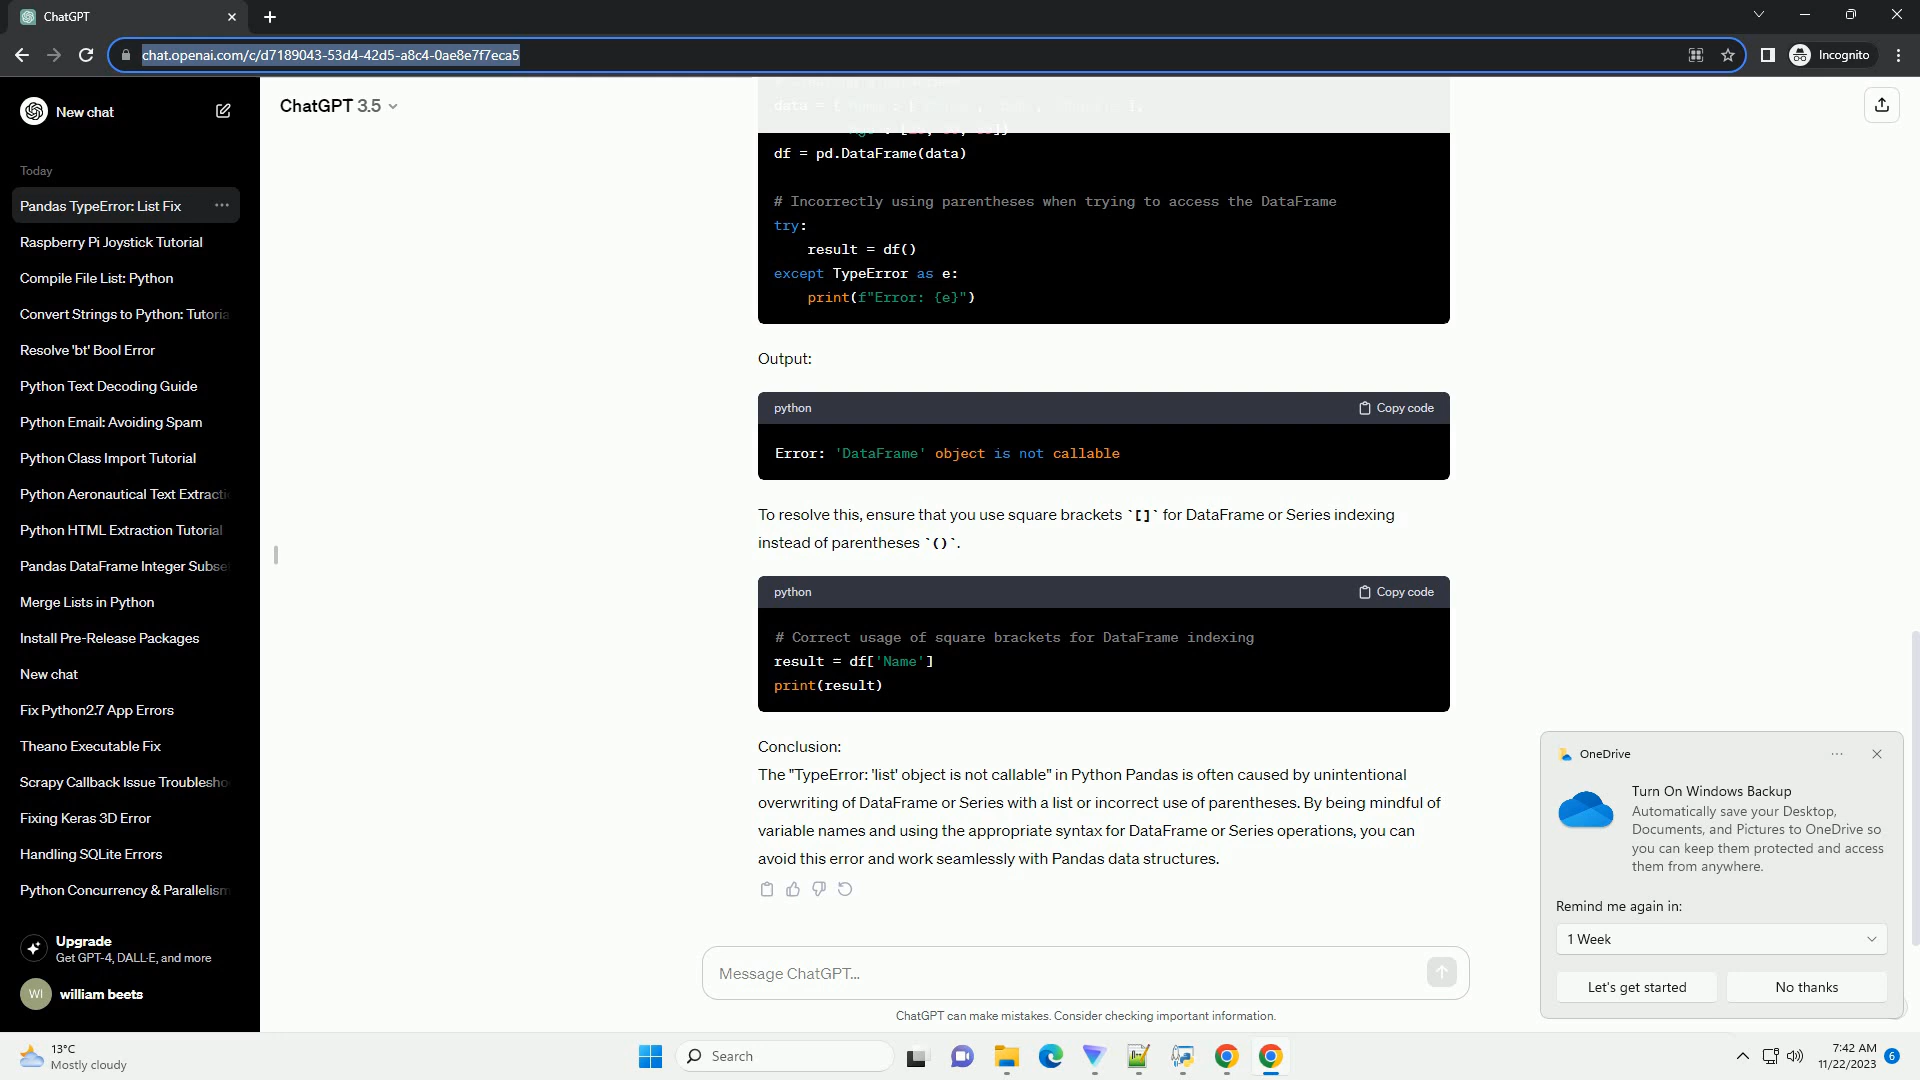 ChatGPT
chat.openai.com/c/d7189043-53d4-42d5-a8c4-0ae8e7f7eca5
Incognito
New chat
Today
Pandas TypeError: List Fix
Raspberry Pi Joystick Tutorial
Compile File List: Python
Convert Strings to Python: Tutoria
Resolve 'bt' Bool Error
Python Text Decoding Guide
Python Email: Avoiding Spam
Python Class Import Tutorial
Python Aeronautical Text Extracti
Python HTML Extraction Tutorial
Pandas DataFrame Integer Subse
Merge Lists in Python
Install Pre-Release Packages
New chat
Fix Python2.7 App Errors
Theano Executable Fix
Scrapy Callback Issue Troublesho
Fixing Keras 3D Error
Handling SQLite Errors
Python Concurrency & Parallelism
Upgrade
Get GPT-4, DALL·E, and more
WI
william beets
ChatGPT 3.5
data = {
df = pd.DataFrame(data)
# Incorrectly using parentheses when trying to access the DataFrame
try:
result = df()
except TypeError as e:
print(f"Error: {e}")
Output:
python
Copy code
Error: 'DataFrame' object is not callable
To resolve this, ensure that you use square brackets `[]` for DataFrame or Series indexing
instead of parentheses `()`.
python
Copy code
# Correct usage of square brackets for DataFrame indexing
result = df['Name']
print(result)
Conclusion:
The "TypeError: 'list' object is not callable" in Python Pandas is often caused by unintentional
overwriting of DataFrame or Series with a list or incorrect use of parentheses. By being mindful of
variable names and using the appropriate syntax for DataFrame or Series operations, you can
avoid this error and work seamlessly with Pandas data structures.
Message ChatGPT...
ChatGPT can make mistakes. Consider checking important information.
OneDrive
Turn On Windows Backup
Automatically save your Desktop,
Documents, and Pictures to OneDrive so
you can keep them protected and access
them from anywhere.
Remind me again in:
1 Week
Let's get started
No thanks
13°C
Mostly cloudy
Search
7:42 AM
11/22/2023
6